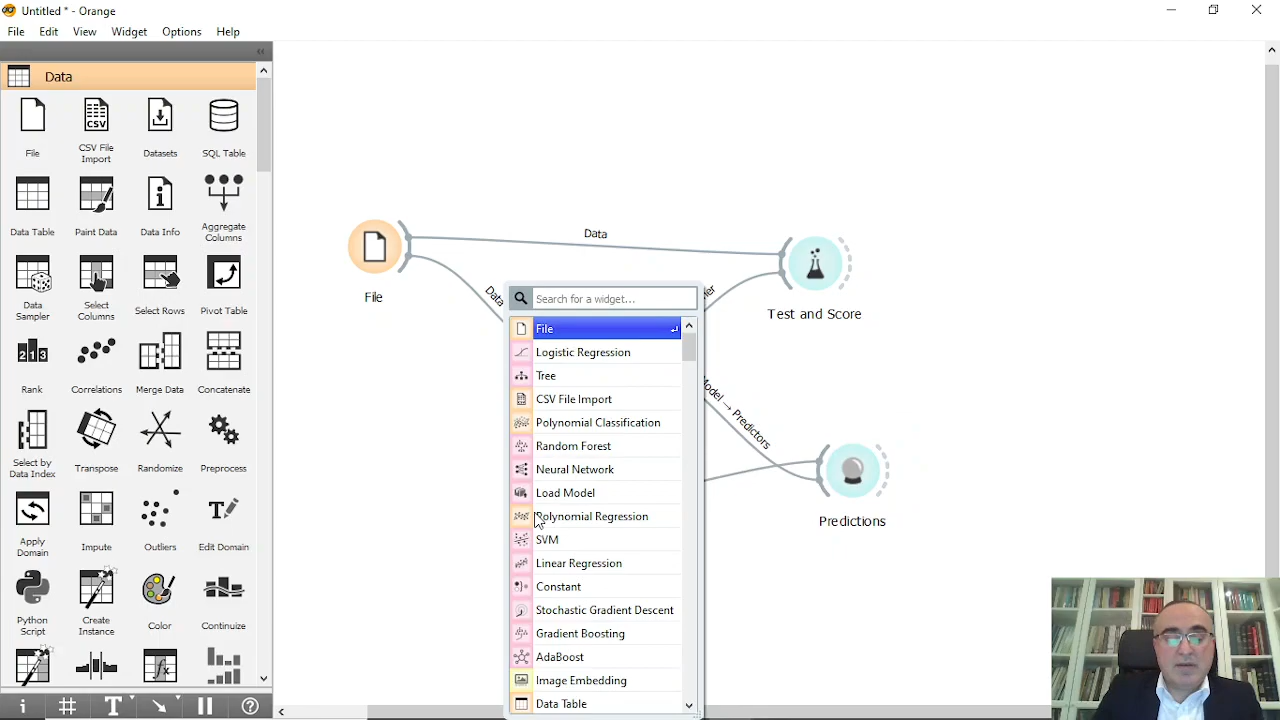 Untitled * - Orange
File Edit View Widget Options Help
Data
File
CSV File Import
Datasets
SQL Table
Data Table
Paint Data
Data Info
Aggregate Columns
Data Sampler
Select Columns
Select Rows
Pivot Table
Rank
Correlations
Merge Data
Concatenate
Select by Data Index
Transpose
Randomize
Preprocess
Apply Domain
Impute
Outliers
Edit Domain
Python Script
Create Instance
Color
Continuize
File
Data
Data
Test and Score
Model → Predictors
Predictions
Search for a widget...
File
Logistic Regression
Tree
CSV File Import
Polynomial Classification
Random Forest
Neural Network
Load Model
Polynomial Regression
SVM
Linear Regression
Constant
Stochastic Gradient Descent
Gradient Boosting
AdaBoost
Image Embedding
Data Table